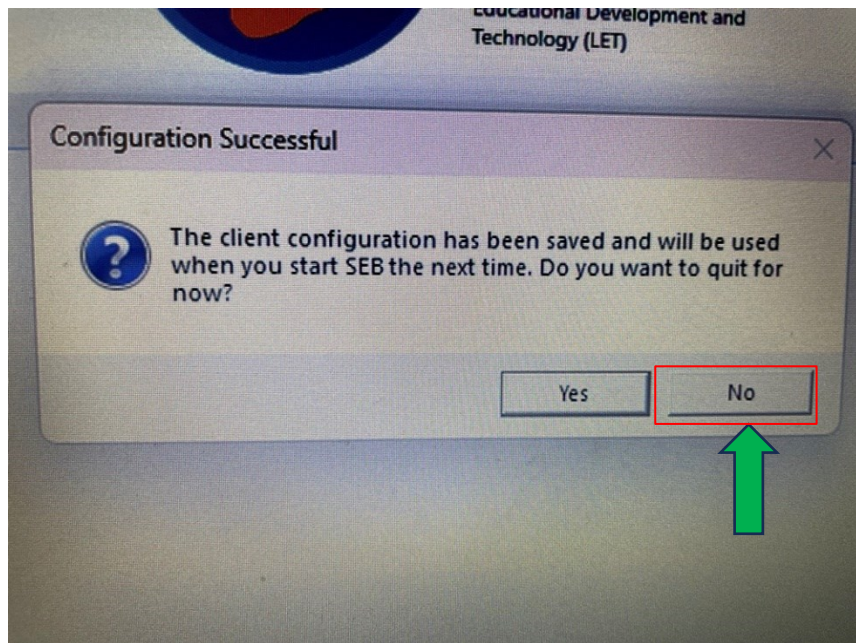 Educational Development and
Technology (LET)
Configuration Successful
The client configuration has been saved and will be used
when you start SEB the next time. Do you want to quit for
now?
Yes
No